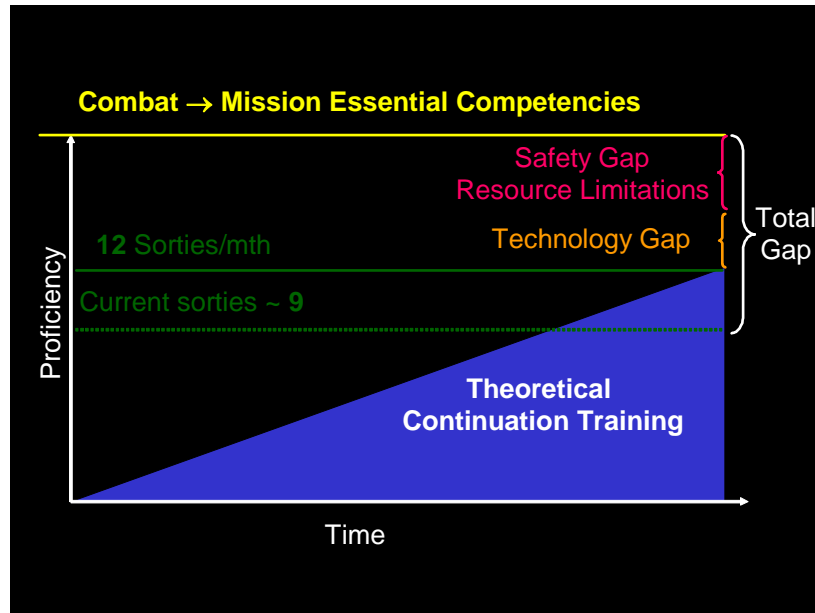 Combat → Mission Essential Competencies
Safety Gap
Resource Limitations
Total
Gap
12 Sorties/mth
Technology Gap
Current sorties ~ 9
Proficiency
Theoretical
Continuation Training
Time